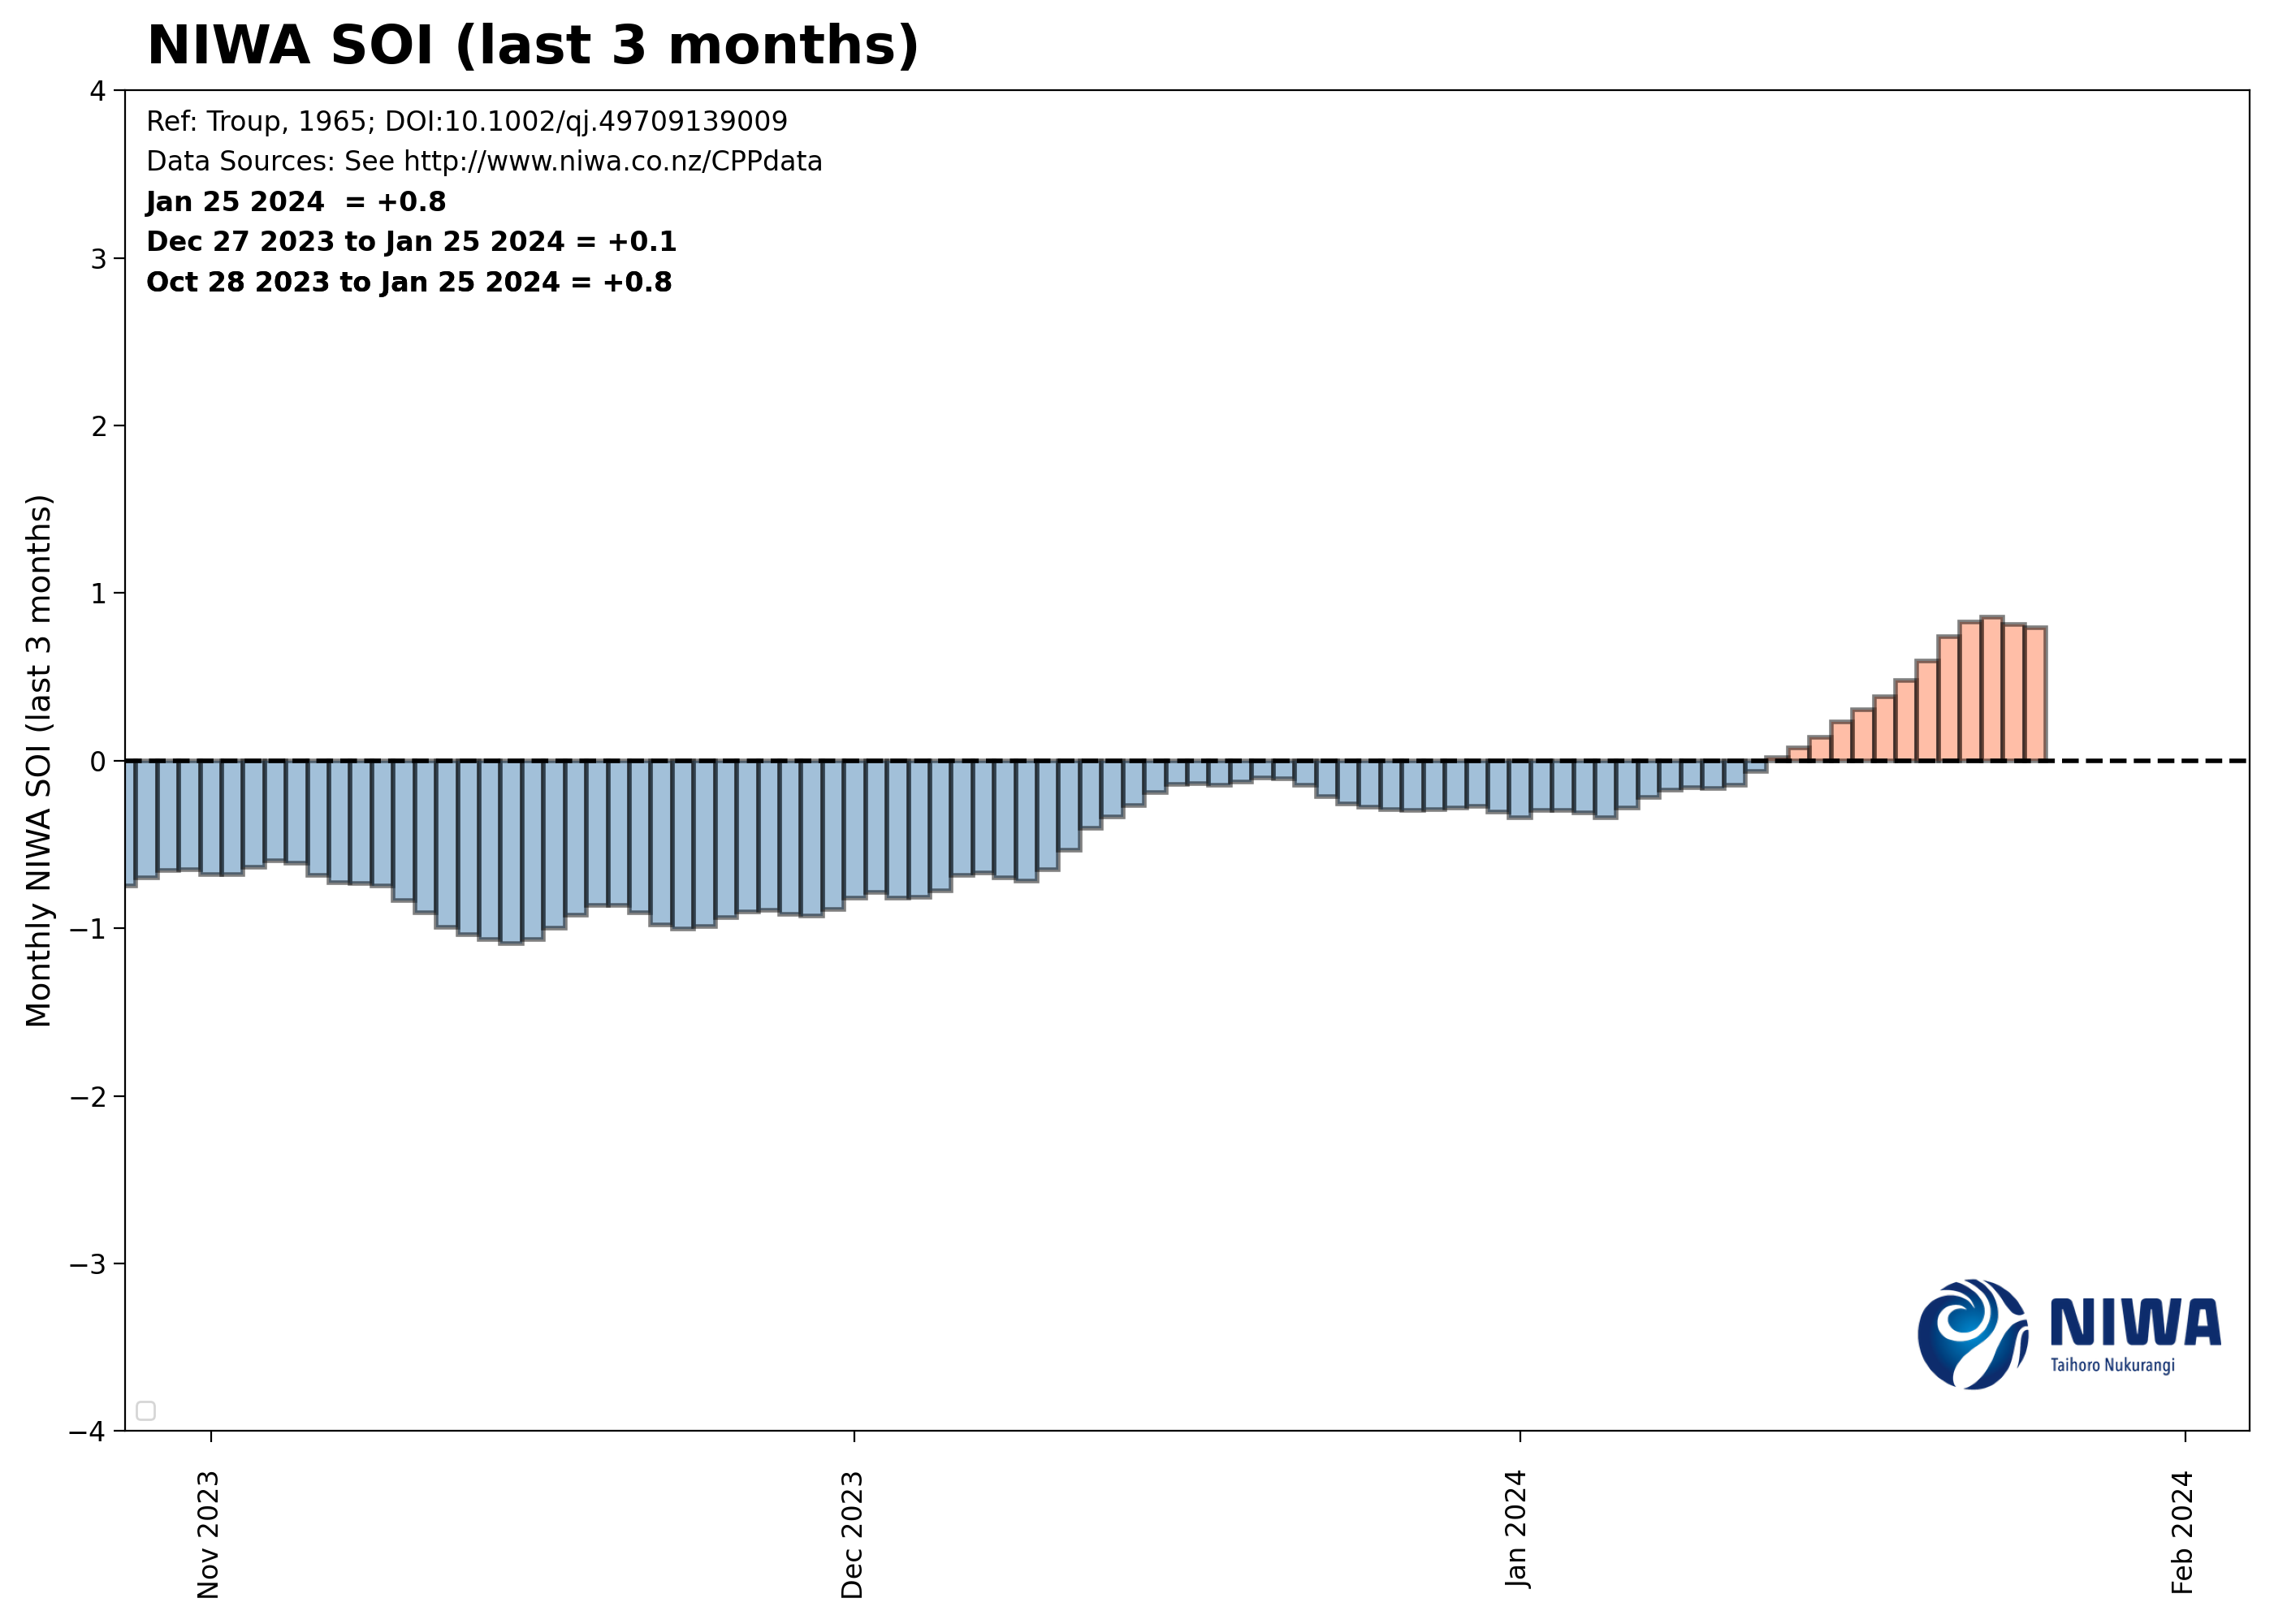 NIWA SOI (last 3 months)
Ref: Troup, 1965; DOI:10.1002/qj.49709139009
Data Sources: See http://www.niwa.co.nz/CPPdata
Jan 25 2024  = +0.8
Dec 27 2023 to Jan 25 2024 = +0.1
Oct 28 2023 to Jan 25 2024 = +0.8
Monthly NIWA SOI (last 3 months)
4
3
2
1
0
−1
−2
−3
−4
Nov 2023
Dec 2023
Jan 2024
Feb 2024
NIWA
Taihoro Nukurangi